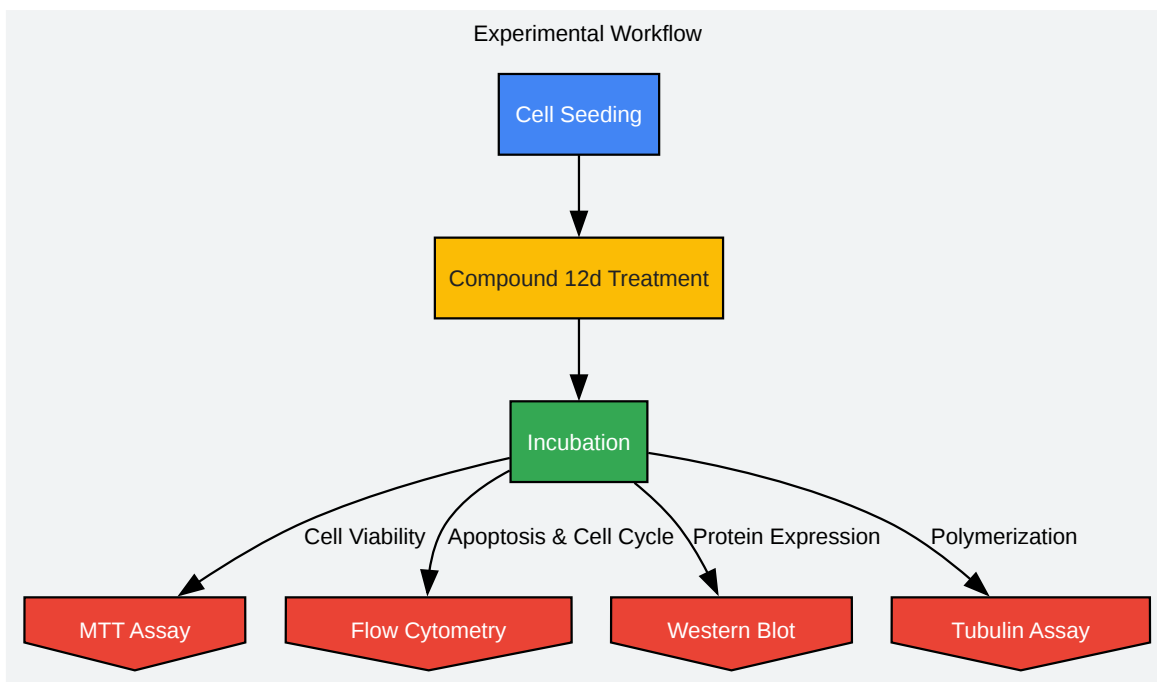 Experimental Workflow
Cell Seeding
Compound 12d Treatment
Incubation
Cell Viability
Apoptosis & Cell Cycle
Protein Expression
Polymerization
MTT Assay
Flow Cytometry
Western Blot
Tubulin Assay